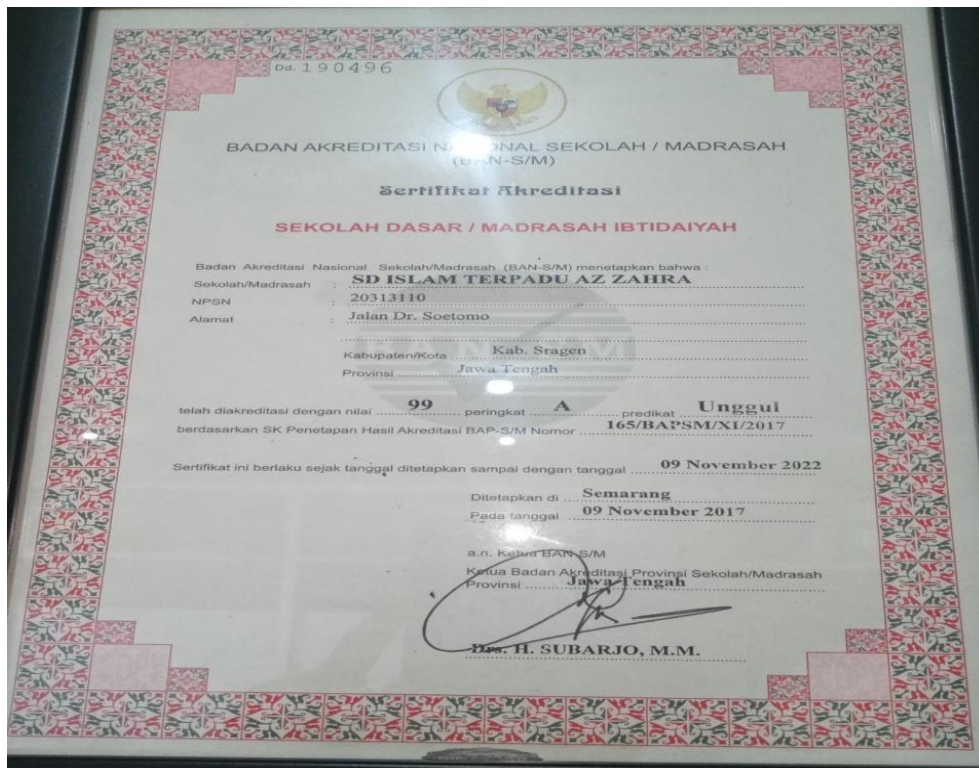 Dd. 190496
BADAN AKREDITASI NASIONAL SEKOLAH / MADRASAH
(BAN-S/M)
Sertifikat Akreditasi
SEKOLAH DASAR / MADRASAH IBTIDAIYAH
Badan Akreditasi Nasional Sekolah/Madrasah (BAN-S/M) menetapkan bahwa :
Sekolah/Madrasah : SD ISLAM TERPADU AZ ZAHRA
NPSN : 20313110
Alamat : Jalan Dr. Soetomo
Kabupaten/Kota Kab. Sragen
Provinsi Jawa Tengah
telah diakreditasi dengan nilai 99 peringkat A predikat Unggul
berdasarkan SK Penetapan Hasil Akreditasi BAP-S/M Nomor 165/BAPSM/XI/2017
Sertifikat ini berlaku sejak tanggal ditetapkan sampai dengan tanggal 09 November 2022
Ditetapkan di Semarang
Pada tanggal 09 November 2017
a.n. Ketua BAN S/M
Ketua Badan Akreditasi Provinsi Sekolah/Madrasah
Provinsi Jawa Tengah
Drs. H. SUBARJO, M.M.